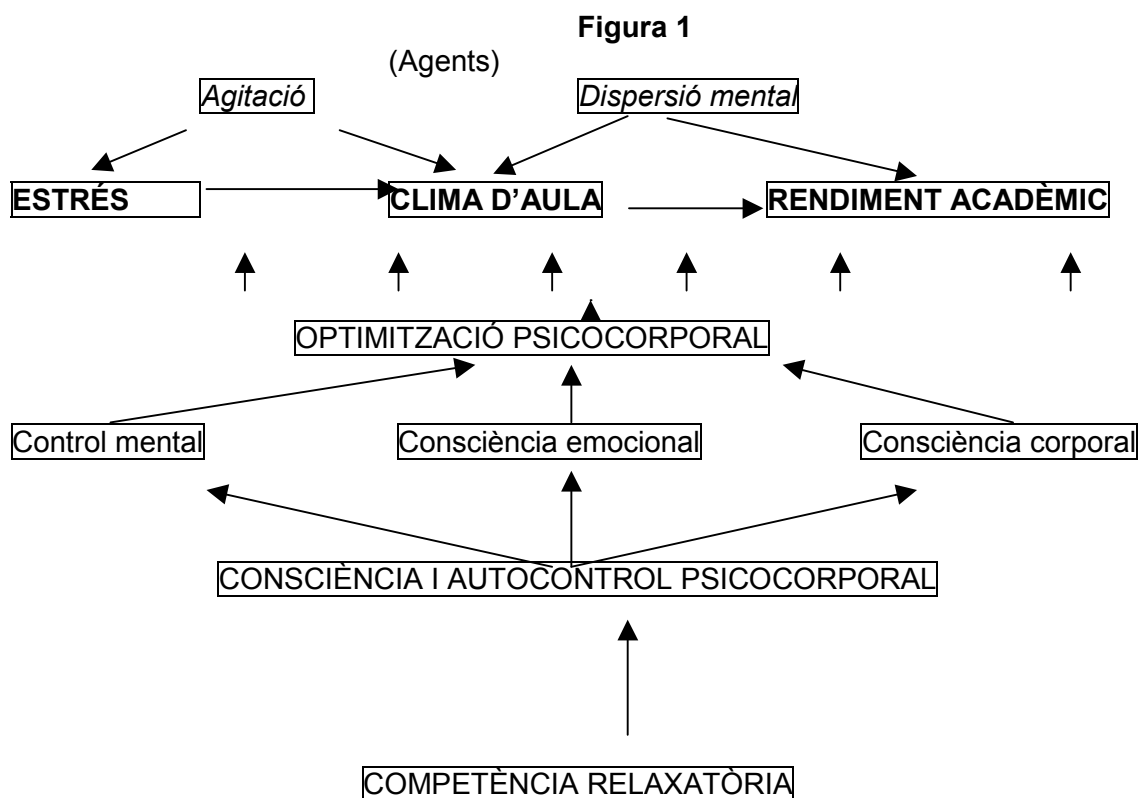 Figura 1
(Agents)
Agitació Dispersió mental
ESTRÉS CLIMA D'AULA RENDIMENT ACADÈMIC
OPTIMITZACIÓ PSICOCORPORAL
Control mental Consciència emocional Consciència corporal
CONSCIÈNCIA I AUTOCONTROL PSICOCORPORAL
COMPETÈNCIA RELAXATÒRIA